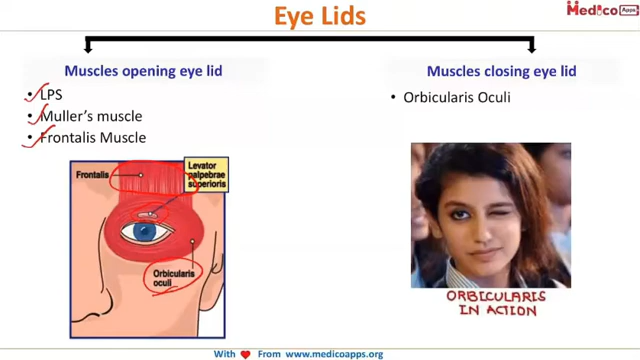 Eye Lids
Medico Apps
Muscles opening eye lid
• LPS
• Muller's muscle
• Frontalis Muscle
Frontalis
Levator
palpebrae
superioris
Orbicularis
oculi
Muscles closing eye lid
• Orbicularis Oculi
ORBICULARIS
IN ACTION
With From www.medicoapps.org